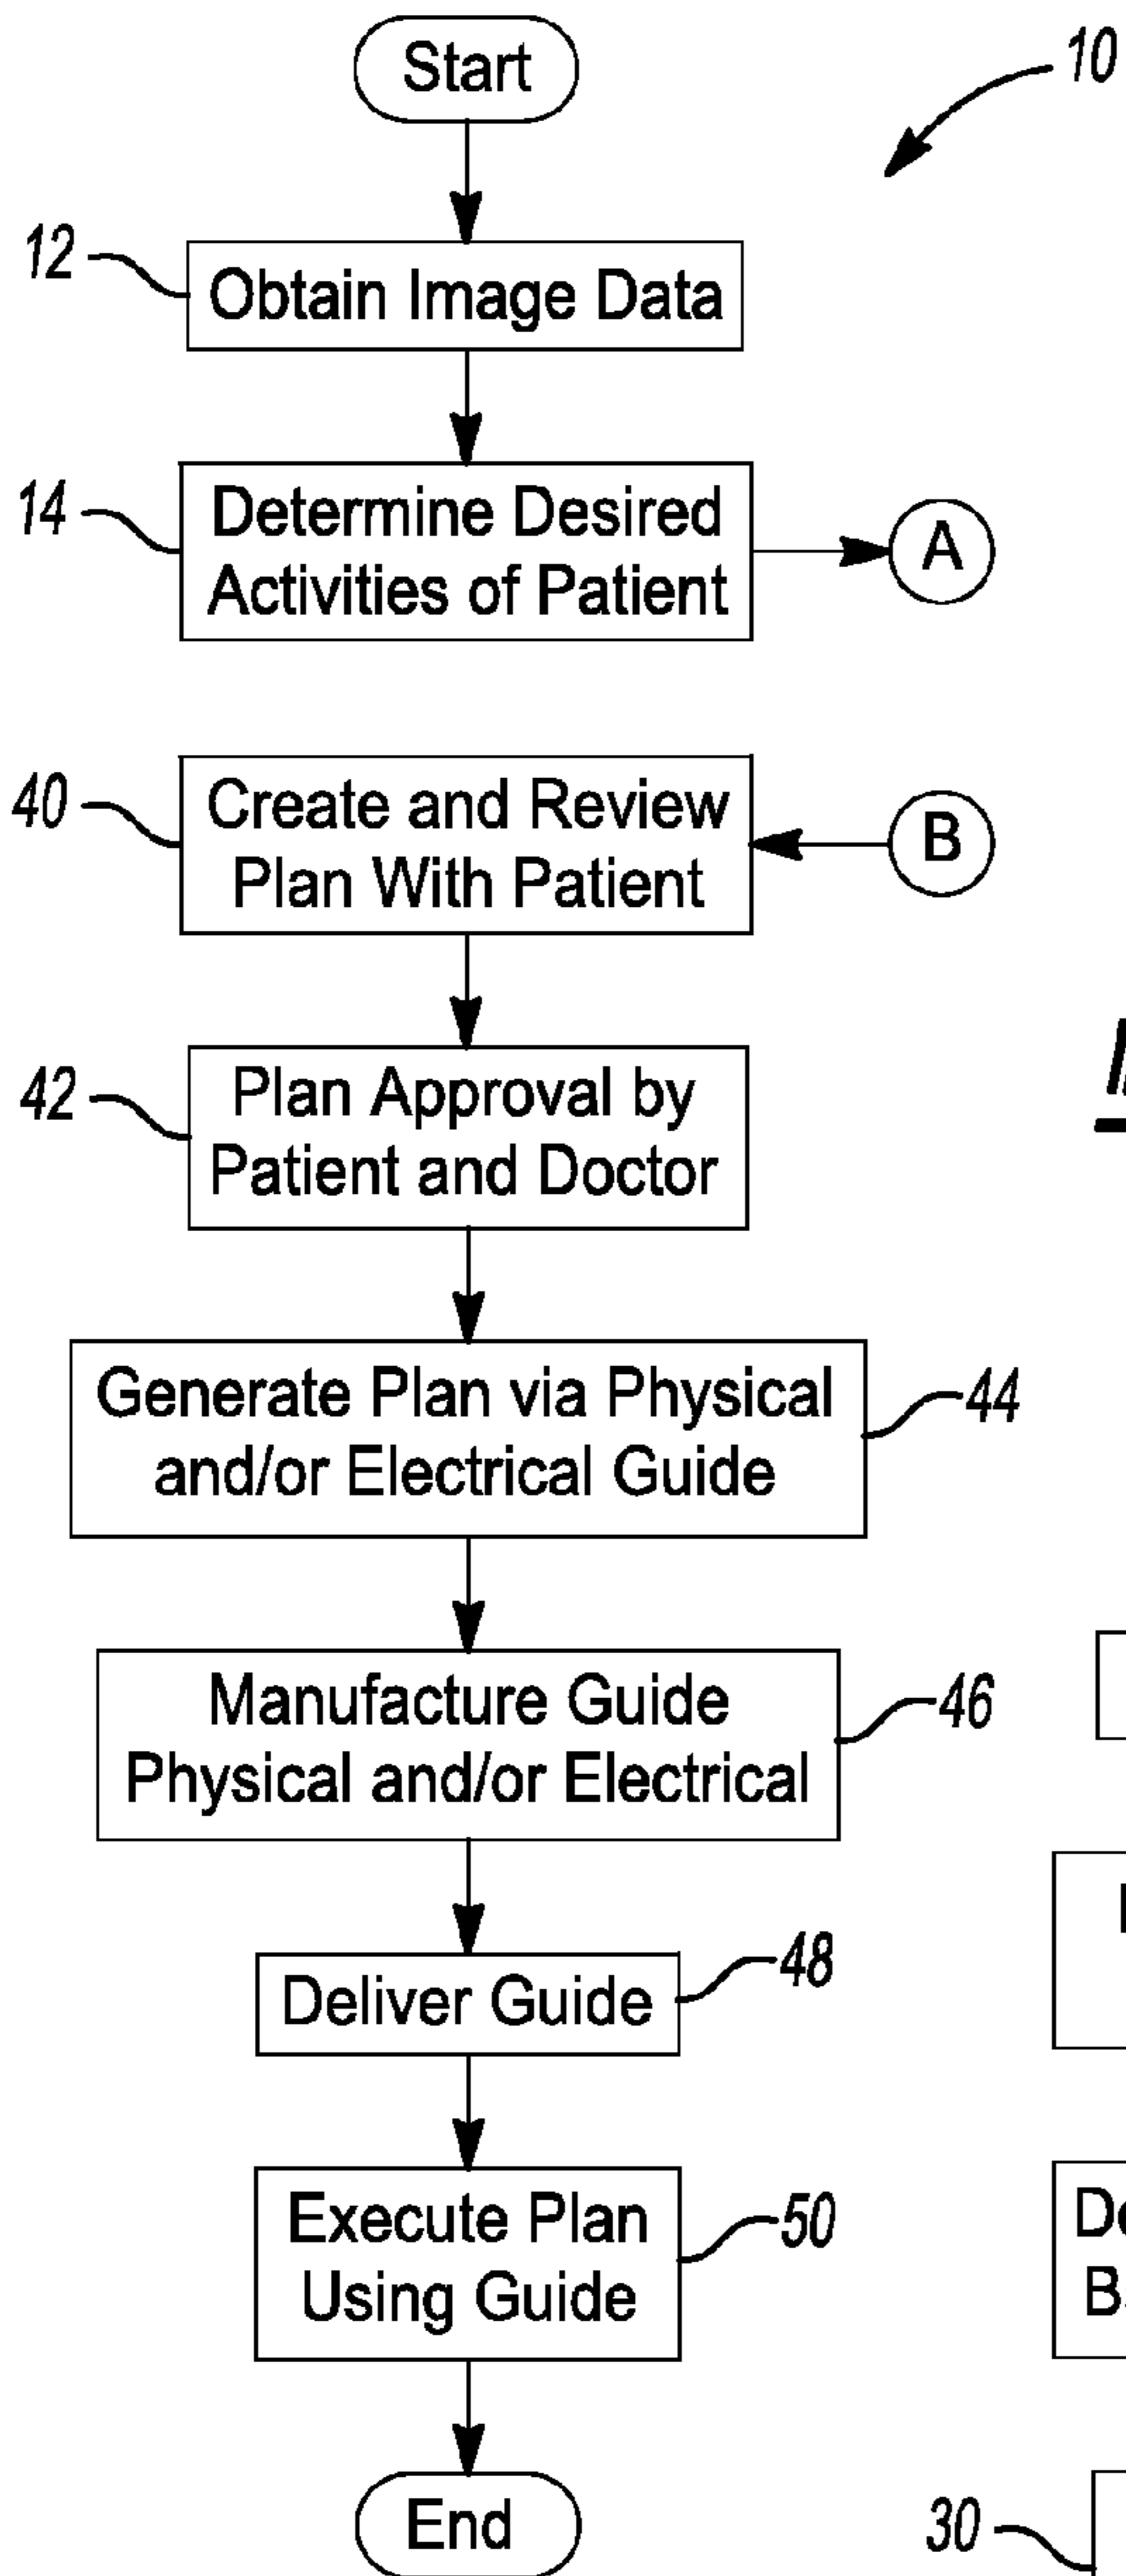 Start
10
12
Obtain Image Data
14
Determine Desired
Activities of Patient
A
40
Create and Review
Plan With Patient
B
42
Plan Approval by
Patient and Doctor
Generate Plan via Physical
and/or Electrical Guide
44
Manufacture Guide
Physical and/or Electrical
46
Deliver Guide
48
Execute Plan
Using Guide
50
End
30